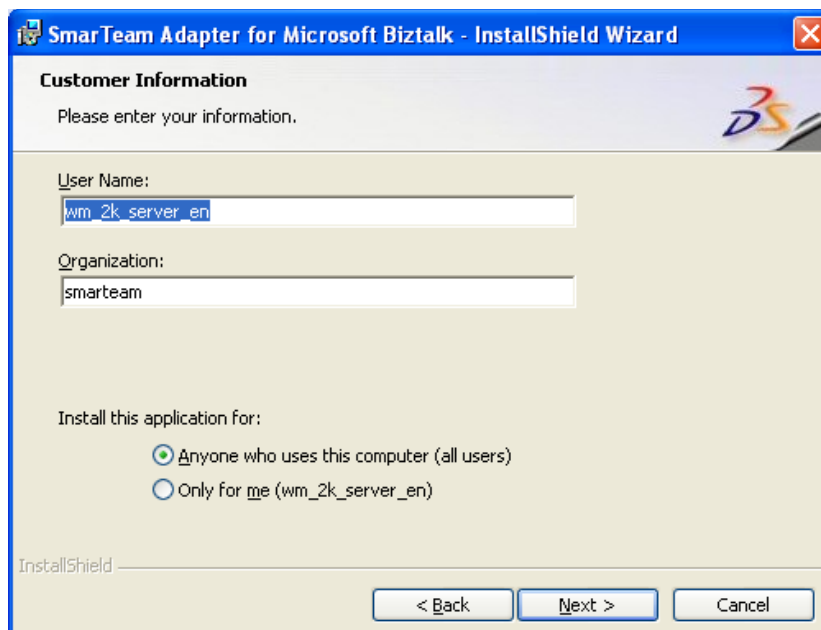 SmarTeam Adapter for Microsoft Biztalk - InstallShield Wizard
Customer Information
Please enter your information.
User Name:
wm_2k_server_en
Organization:
smarteam
Install this application for:
Anyone who uses this computer (all users)
Only for me (wm_2k_server_en)
InstallShield
< Back Next > Cancel